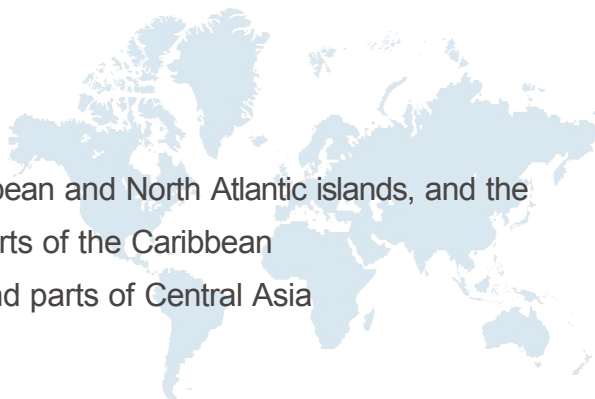 bean and North Atlantic islands, and the
rts of the Caribbean
nd parts of Central Asia